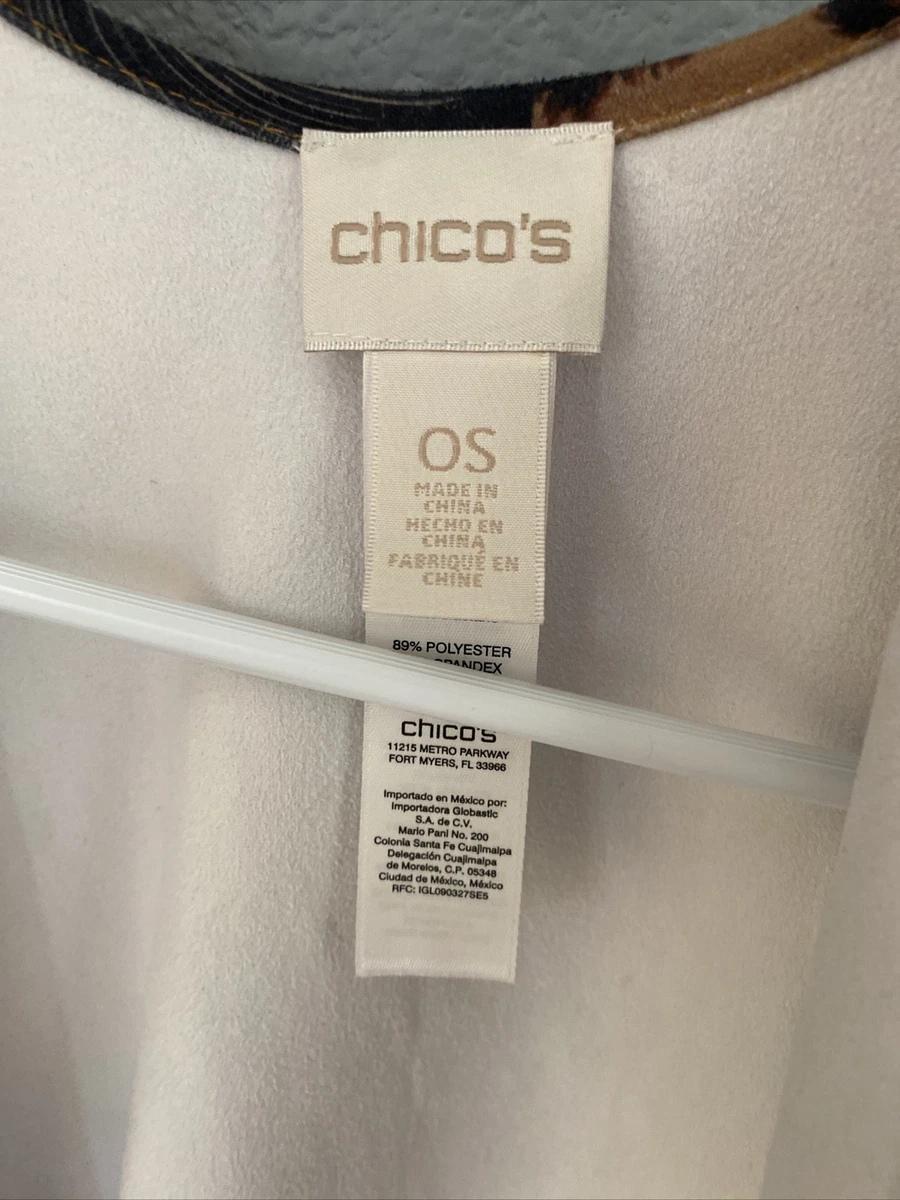 chico's
OS
MADE IN
CHINA
HECHO EN
CHINA
FABRIQUÉ EN
CHINE
89% POLYESTER
SPANDEX
chico's
11215 METRO PARKWAY
FORT MYERS, FL 33966
Importado en México por:
Importadora Globastic
S.A. de C.V.
Mario Pani No. 200
Colonia Santa Fe Cuajimalpa
Delegación Cuajimalpa
de Morelos, C.P. 05348
Ciudad de México, México
RFC: IGL090327SE5